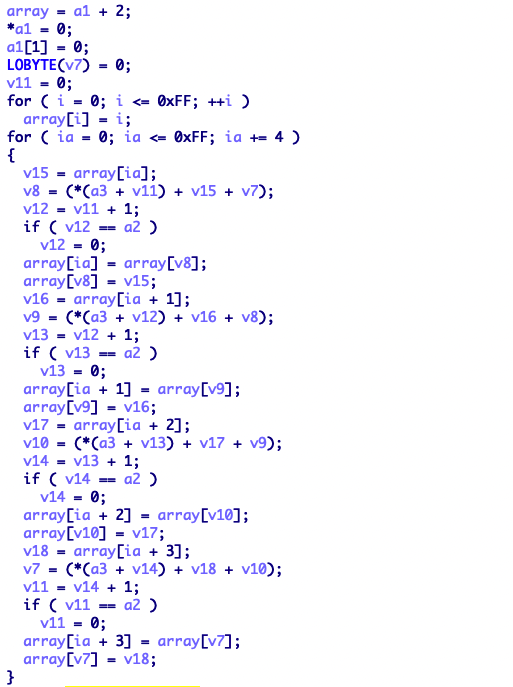 array = a1 + 2;
*a1 = 0;
a1[1] = 0;
LOBYTE(v7) = 0;
v11 = 0;
for ( i = 0; i <= 0xFF; ++i )
  array[i] = i;
for ( ia = 0; ia <= 0xFF; ia += 4 )
{
  v15 = array[ia];
  v8 = (*(a3 + v11) + v15 + v7);
  v12 = v11 + 1;
  if ( v12 == a2 )
    v12 = 0;
  array[ia] = array[v8];
  array[v8] = v15;
  v16 = array[ia + 1];
  v9 = (*(a3 + v12) + v16 + v8);
  v13 = v12 + 1;
  if ( v13 == a2 )
    v13 = 0;
  array[ia + 1] = array[v9];
  array[v9] = v16;
  v17 = array[ia + 2];
  v10 = (*(a3 + v13) + v17 + v9);
  v14 = v13 + 1;
  if ( v14 == a2 )
    v14 = 0;
  array[ia + 2] = array[v10];
  array[v10] = v17;
  v18 = array[ia + 3];
  v7 = (*(a3 + v14) + v18 + v10);
  v11 = v14 + 1;
  if ( v11 == a2 )
    v11 = 0;
  array[ia + 3] = array[v7];
  array[v7] = v18;
}